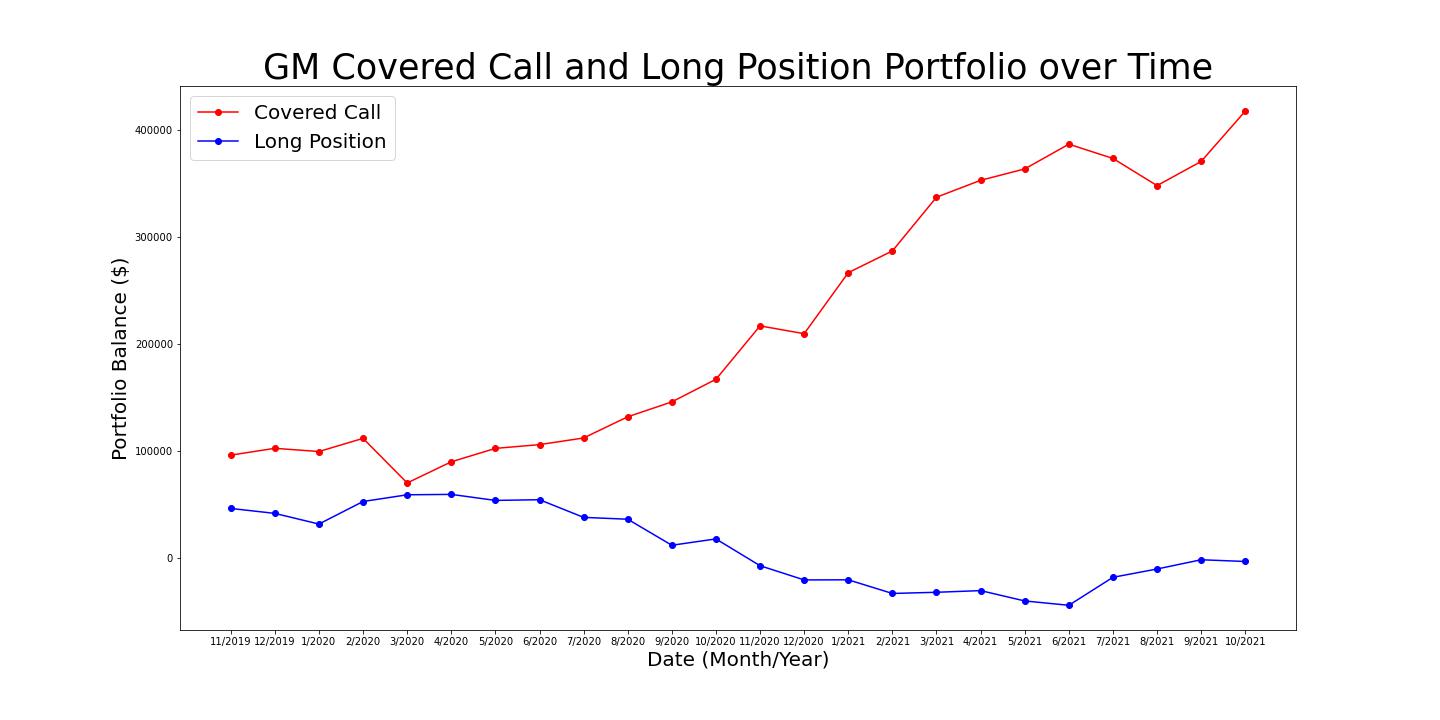 GM Covered Call and Long Position Portfolio over Time
Covered Call
Long Position
Portfolio Balance ($)
400000
300000
200000
100000
0
11/2019 12/2019 1/2020 2/2020 3/2020 4/2020 5/2020 6/2020 7/2020 8/2020 9/2020 10/2020 11/2020 12/2020 1/2021 2/2021 3/2021 4/2021 5/2021 6/2021 7/2021 8/2021 9/2021 10/2021
Date (Month/Year)